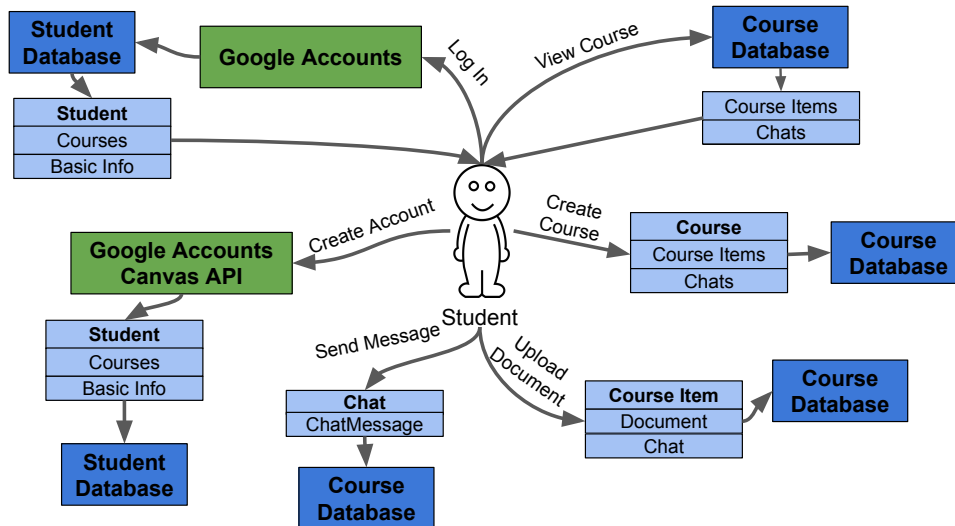 Student
Database
Google Accounts
Log In
View Course
Course
Database
Student
Courses
Basic Info
Course Items
Chats
Create Account
Create
Course
Course
Course Items
Chats
Course
Database
Google Accounts
Canvas API
Student
Student
Courses
Basic Info
Send Message
Upload
Document
Chat
ChatMessage
Course Item
Document
Chat
Course
Database
Student
Database
Course
Database